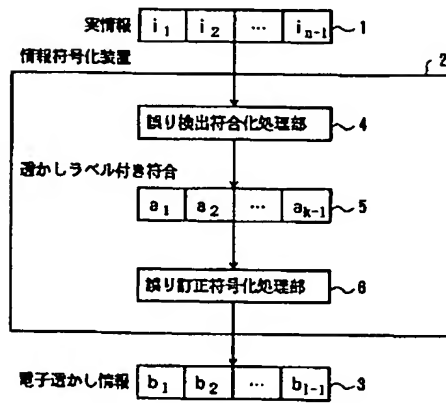 実情報 i1 i2 … in-1 1
情報符号化装置 2
誤り検出符合化処理部 4
透かしラベル付き符合
a1 a2 … ak-1 5
誤り訂正符号化処理部 6
電子透かし情報 b1 b2 … bl-1 3